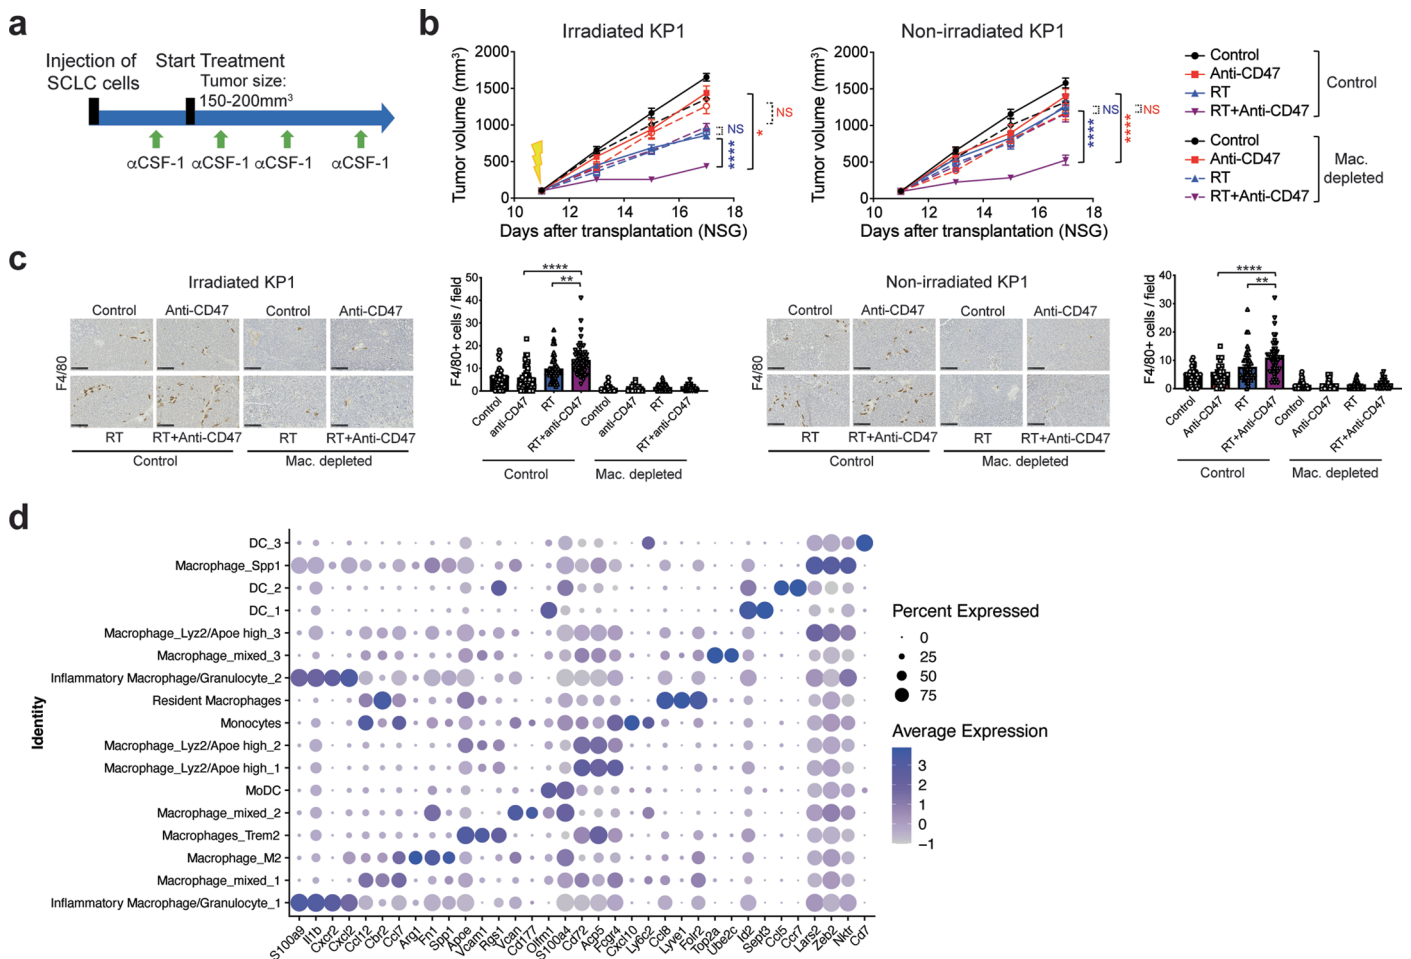 a
Injection of
SCLC cells
Start Treatment
Tumor size:
150-200mm3
αCSF-1 αCSF-1 αCSF-1 αCSF-1
b
Irradiated KP1
Tumor volume (mm3)
2000
1500
1000
500
0
10 12 14 16 18
Days after transplantation (NSG)
NS
NS
*
****
Non-irradiated KP1
Tumor volume (mm3)
2000
1500
1000
500
0
10 12 14 16 18
Days after transplantation (NSG)
NS
NS
****
****
Control
Anti-CD47
RT
RT+Anti-CD47
Control
Control
Anti-CD47
RT
RT+Anti-CD47
Mac.
depleted
c
Irradiated KP1
Control Anti-CD47 Control Anti-CD47
F4/80
RT RT+Anti-CD47 RT RT+Anti-CD47
Control Mac. depleted
F4/80+ cells / field
50
40
30
20
10
0
****
**
Control
anti-CD47
RT
RT+anti-CD47
Control
anti-CD47
RT
RT+anti-CD47
Control Mac. depleted
Non-irradiated KP1
Control Anti-CD47 Control Anti-CD47
F4/80
RT RT+Anti-CD47 RT RT+Anti-CD47
Control Mac. depleted
F4/80+ cells / field
40
30
20
10
0
****
**
Control
Anti-CD47
RT
RT+Anti-CD47
Control
Anti-CD47
RT
RT+Anti-CD47
Control Mac. depleted
d
Identity
DC_3
Macrophage_Spp1
DC_2
DC_1
Macrophage_Lyz2/Apoe high_3
Macrophage_mixed_3
Inflammatory Macrophage/Granulocyte_2
Resident Macrophages
Monocytes
Macrophage_Lyz2/Apoe high_2
Macrophage_Lyz2/Apoe high_1
MoDC
Macrophage_mixed_2
Macrophages_Trem2
Macrophage_M2
Macrophage_mixed_1
Inflammatory Macrophage/Granulocyte_1
S100a9
Il1b
Cxcr2
Cxcl2
Ccl12
Cbr2
Ccl7
Arg1
Fn1
Spp1
Apoe
Vcam1
Rgs1
Vcan
Cd177
Olfm1
S100a4
Cd72
Acp5
Fcgr4
Cxcl10
Ly6c2
Ccl8
Lyve1
Folr2
Top2a
Ube2c
Id2
Sep3
Ccl5
Ccr7
Lars2
Zeb2
Nktr
Cd7
Percent Expressed
0
25
50
75
Average Expression
3
2
1
0
−1